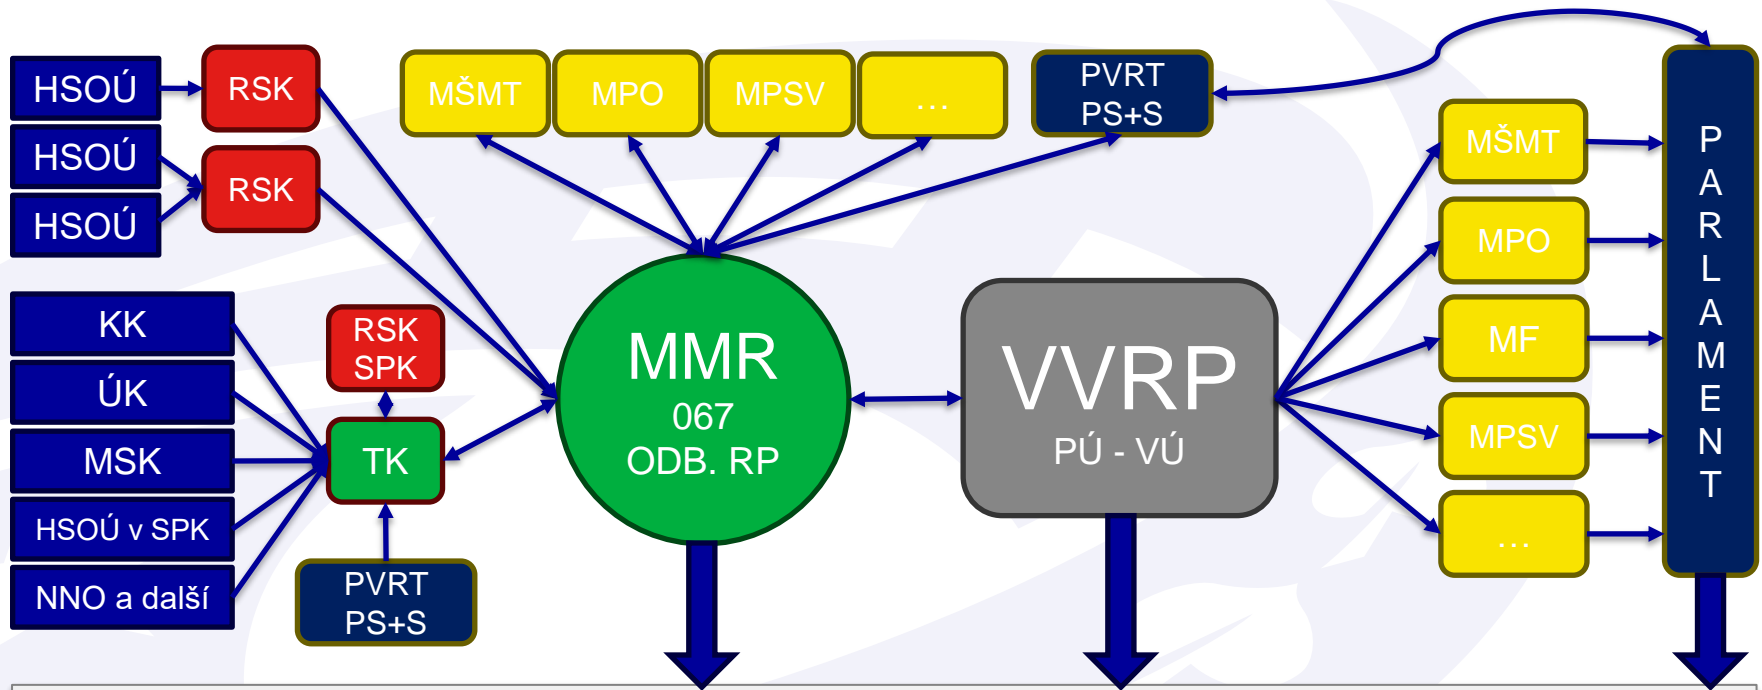 HSOÚ
RSK
HSOÚ
RSK
HSOÚ
MŠMT
MPO
MPSV
...
PVRT
PS+S
KK
ÚK
MSK
HSOÚ v SPK
NNO a další
RSK
SPK
TK
PVRT
PS+S
MMR
067
ODB. RP
VVRP
PÚ - VÚ
MŠMT
MPO
MF
MPSV
...
P
A
R
L
A
M
E
N
T